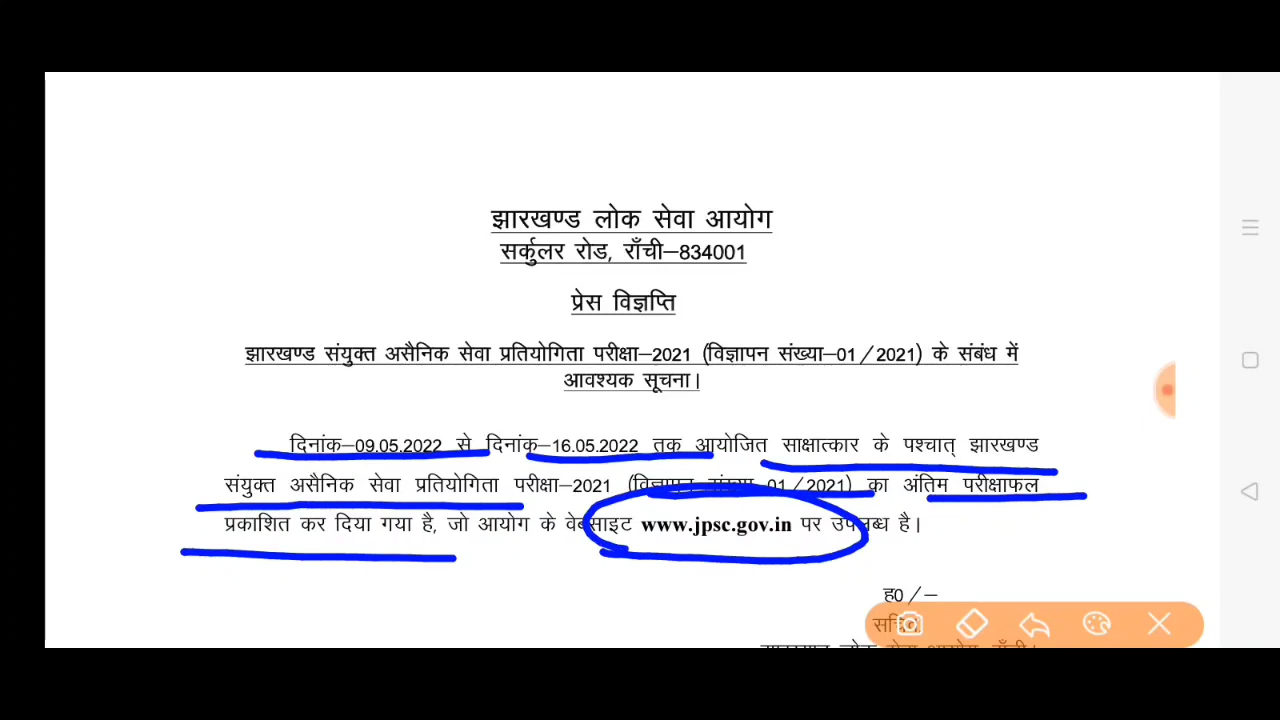 झारखण्ड लोक सेवा आयोग
सर्कुलर रोड, राँची–834001
प्रेस विज्ञप्ति
झारखण्ड संयुक्त असैनिक सेवा प्रतियोगिता परीक्षा–2021 (विज्ञापन संख्या–01/2021) के संबंध में
आवश्यक सूचना।
दिनांक–09.05.2022 से दिनांक–16.05.2022 तक आयोजित साक्षात्कार के पश्चात् झारखण्ड
संयुक्त असैनिक सेवा प्रतियोगिता परीक्षा–2021 (विज्ञापन संख्या–01/2021) का अंतिम परीक्षाफल
प्रकाशित कर दिया गया है, जो आयोग के वेबसाइट www.jpsc.gov.in पर उपलब्ध है।
ह0/–
सचिव